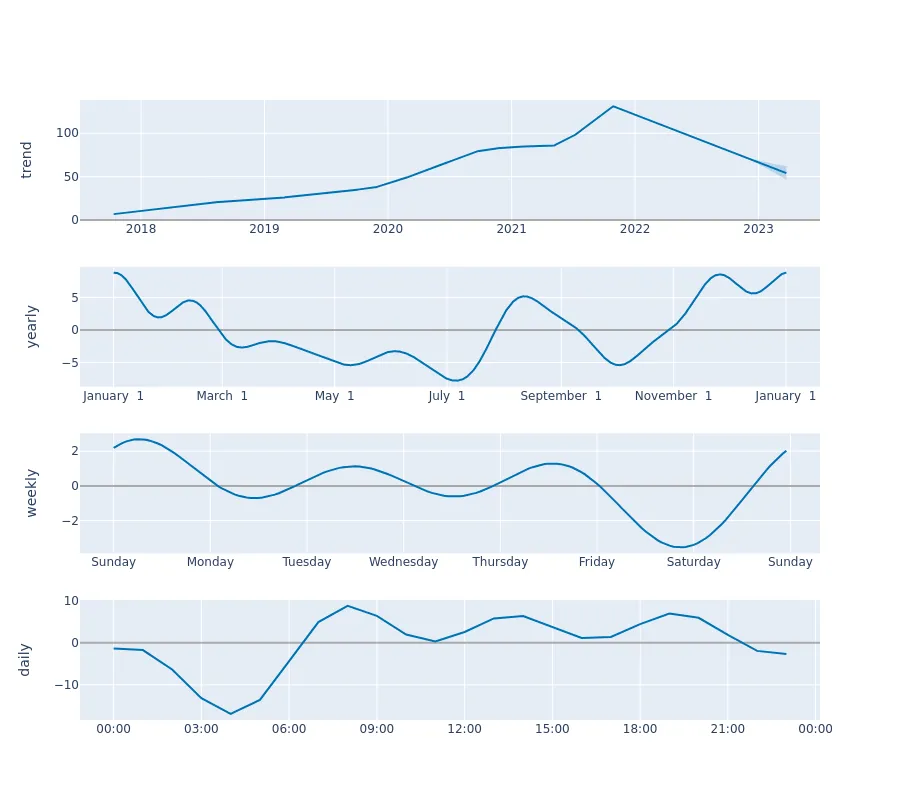 trend
100
50
0
2018 2019 2020 2021 2022 2023
yearly
5
0
−5
January 1 March 1 May 1 July 1 September 1 November 1 January 1
weekly
2
0
−2
Sunday Monday Tuesday Wednesday Thursday Friday Saturday Sunday
daily
10
0
−10
00:00 03:00 06:00 09:00 12:00 15:00 18:00 21:00 00:00